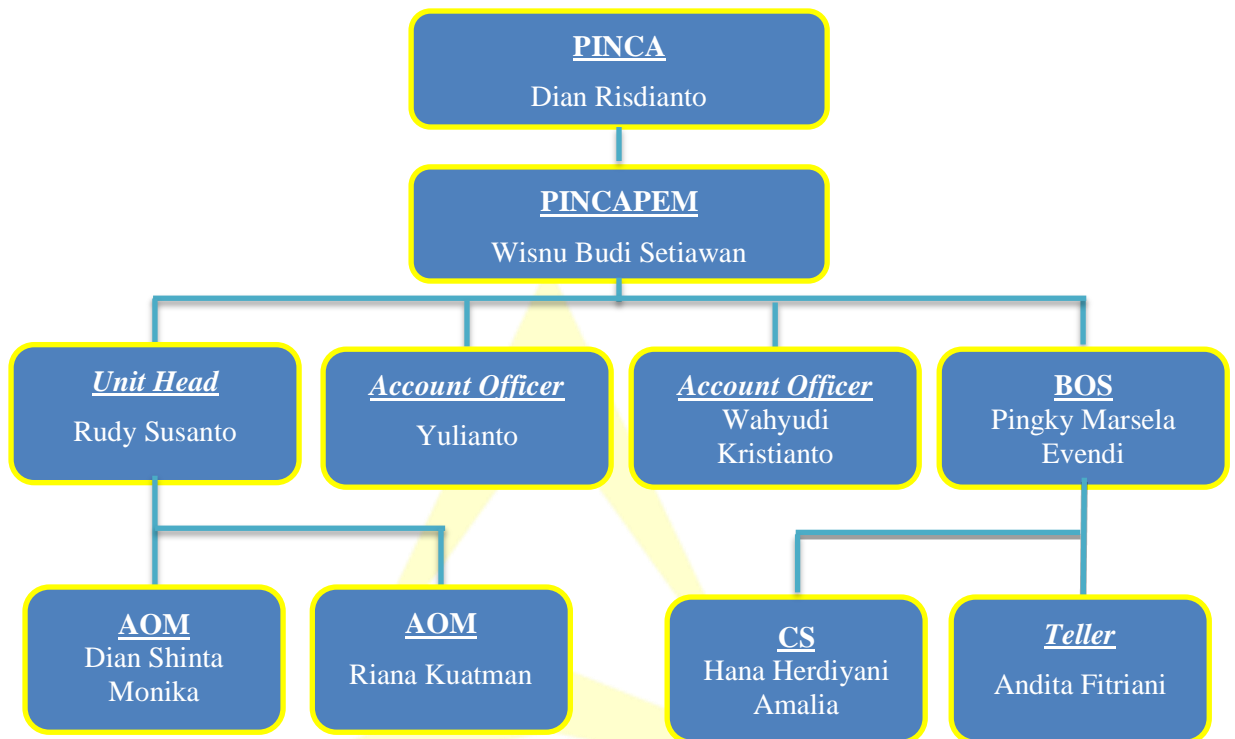 PINCA
Dian Risdianto
PINCAPEM
Wisnu Budi Setiawan
Unit Head
Rudy Susanto
Account Officer
Yulianto
Account Officer
Wahyudi
Kristianto
BOS
Pingky Marsela
Evendi
AOM
Dian Shinta
Monika
AOM
Riana Kuatman
CS
Hana Herdiyani
Amalia
Teller
Andita Fitriani